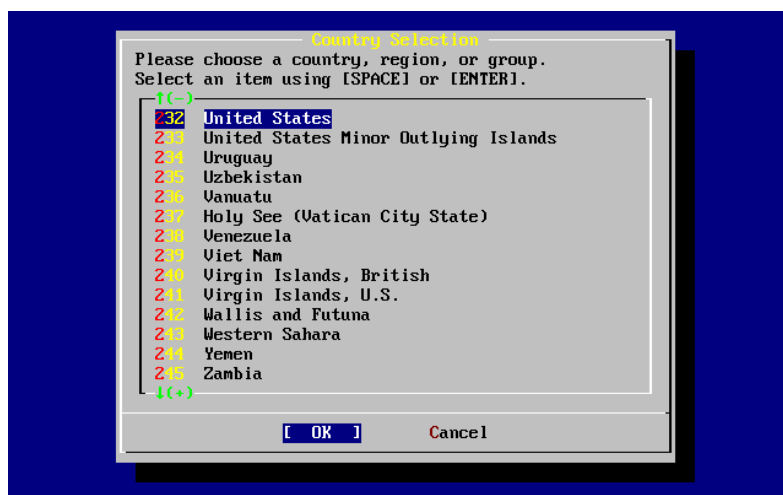 Country Selection
Please choose a country, region, or group.
Select an item using [SPACE] or [ENTER].
↑(-)
232 United States
233 United States Minor Outlying Islands
234 Uruguay
235 Uzbekistan
236 Vanuatu
237 Holy See (Vatican City State)
238 Venezuela
239 Viet Nam
240 Virgin Islands, British
241 Virgin Islands, U.S.
242 Wallis and Futuna
243 Western Sahara
244 Yemen
245 Zambia
↓(+)
[ OK ] Cancel